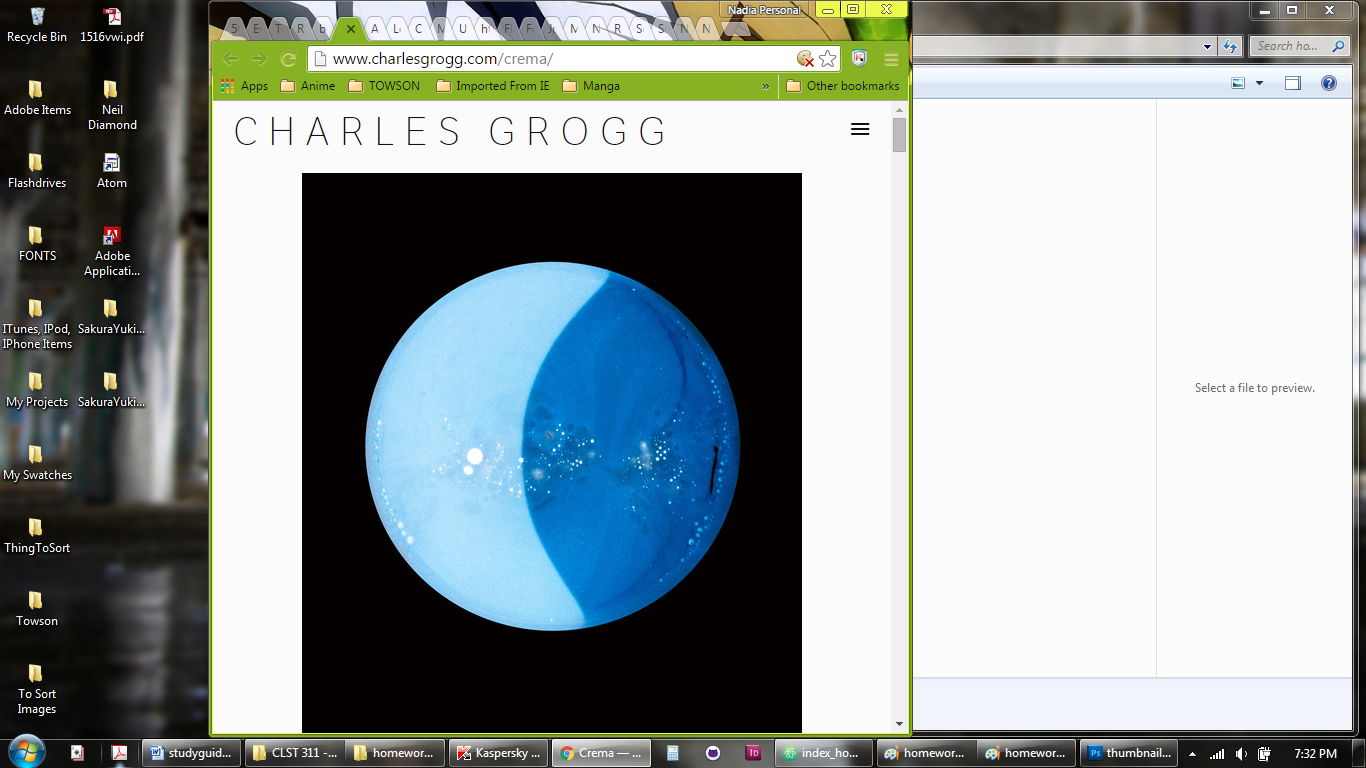 Recycle Bin
1516vwi.pdf
Adobe Items
Neil
Diamond
Flashdrives
Atom
FONTS
Adobe
Applicati...
ITunes, IPod,
IPhone Items
SakuraYuki...
My Projects
SakuraYuki...
My Swatches
ThingToSort
Towson
To Sort
Images
Nadia Personal
www.charlesgrogg.com/crema/
Apps
Anime
TOWSON
Imported From IE
Manga
»
Other bookmarks
CHARLES GROGG
Search ho...
Select a file to preview.
studyguid...
CLST 311 -...
homewor...
Kaspersky ...
Crema —...
Id
index_ho...
homewor...
homewor...
Ps
thumbnail...
7:32 PM